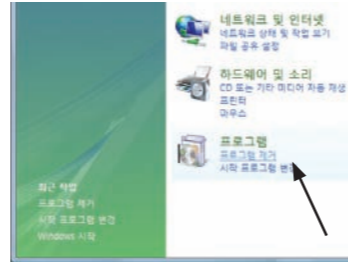 네트워크 및 인터넷
네트워크 상태 및 작업 보기
파일 공유 설정
하드웨어 및 소리
CD 또는 기타 미디어 자동 재생
프린터
마우스
프로그램
프로그램 제거
시작 프로그램 변경
최근 작업
프로그램 제거
시작 프로그램 변경
Windows 시작